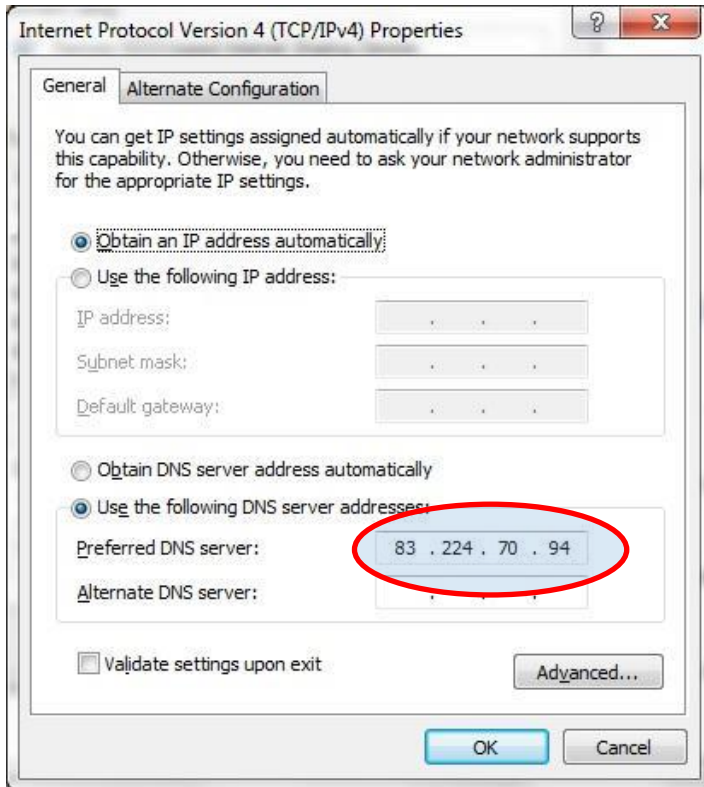 Internet Protocol Version 4 (TCP/IPv4) Properties
General
Alternate Configuration
You can get IP settings assigned automatically if your network supports
this capability. Otherwise, you need to ask your network administrator
for the appropriate IP settings.
Obtain an IP address automatically
Use the following IP address:
IP address: . . .
Subnet mask: . . .
Default gateway: . . .
Obtain DNS server address automatically
Use the following DNS server addresses:
Preferred DNS server: 83 . 224 . 70 . 94
Alternate DNS server: . . .
Validate settings upon exit
Advanced...
OK
Cancel